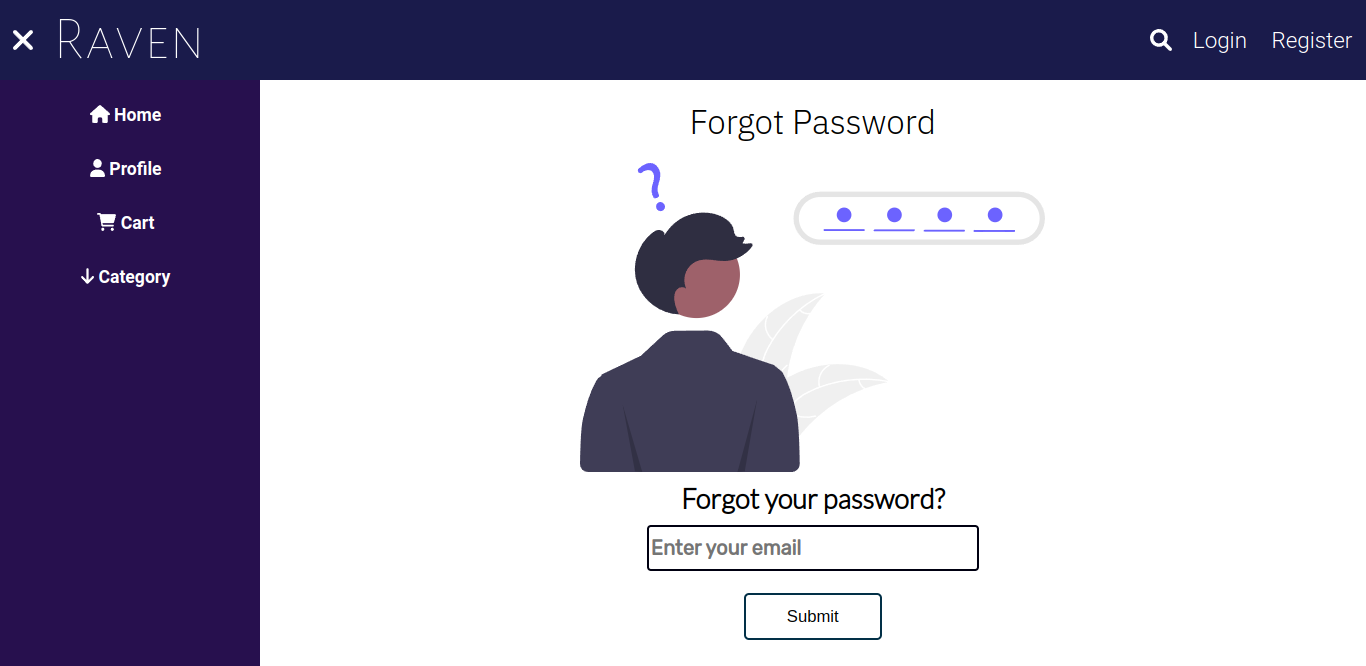 Raven
Login Register
Home
Profile
Cart
Category
Forgot Password
?
Forgot your password?
Enter your email
Submit